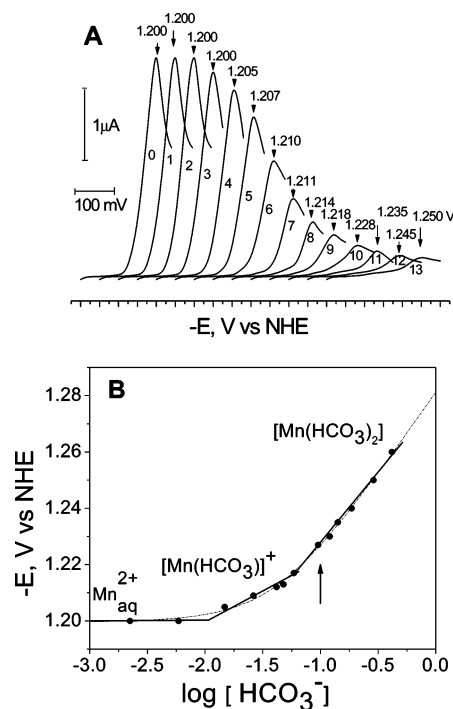 A
1.200
1.200
1.200
1.200
1.205
1.207
1.210
1.211
1.214
1.218
1.228
1.235
1.245
1.250 V
1μA
100 mV
0
1
2
3
4
5
6
7
8
9
10
11
12
13
-E, V vs NHE
B
-E, V vs NHE
1.28
1.26
1.24
1.22
1.20
[Mn(HCO3)2]
[Mn(HCO3)]+
Mn2+aq
-3.0 -2.5 -2.0 -1.5 -1.0 -0.5 0.0
log [ HCO3-]